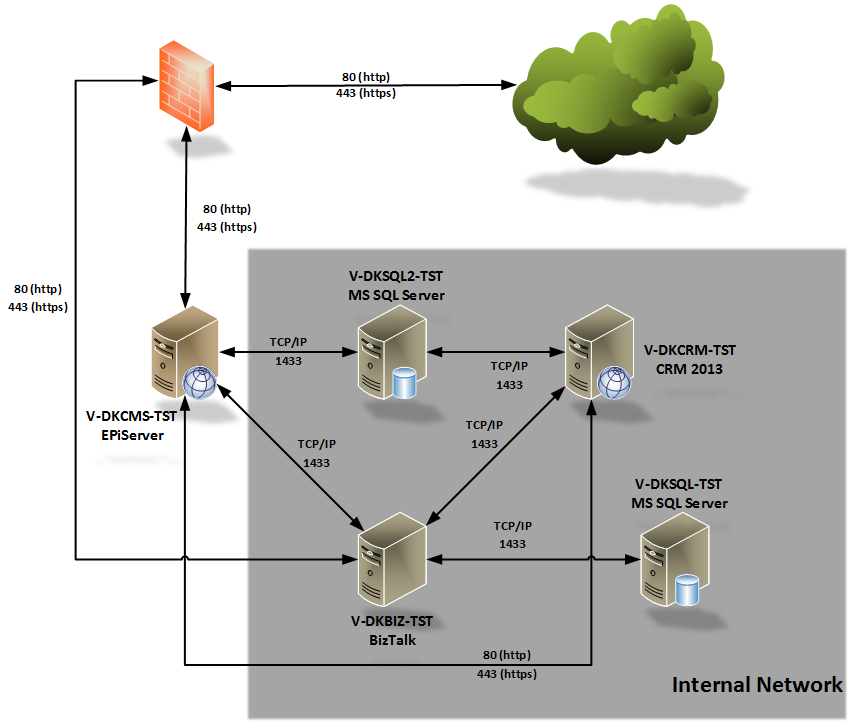 80 (http)
443 (https)
80 (http)
443 (https)
80 (http)
443 (https)
V-DKSQL2-TST
MS SQL Server
TCP/IP
1433
TCP/IP
1433
V-DKCRM-TST
CRM 2013
V-DKCMS-TST
EPiServer
TCP/IP
1433
TCP/IP
1433
V-DKSQL-TST
MS SQL Server
TCP/IP
1433
V-DKBIZ-TST
BizTalk
80 (http)
443 (https)
Internal Network